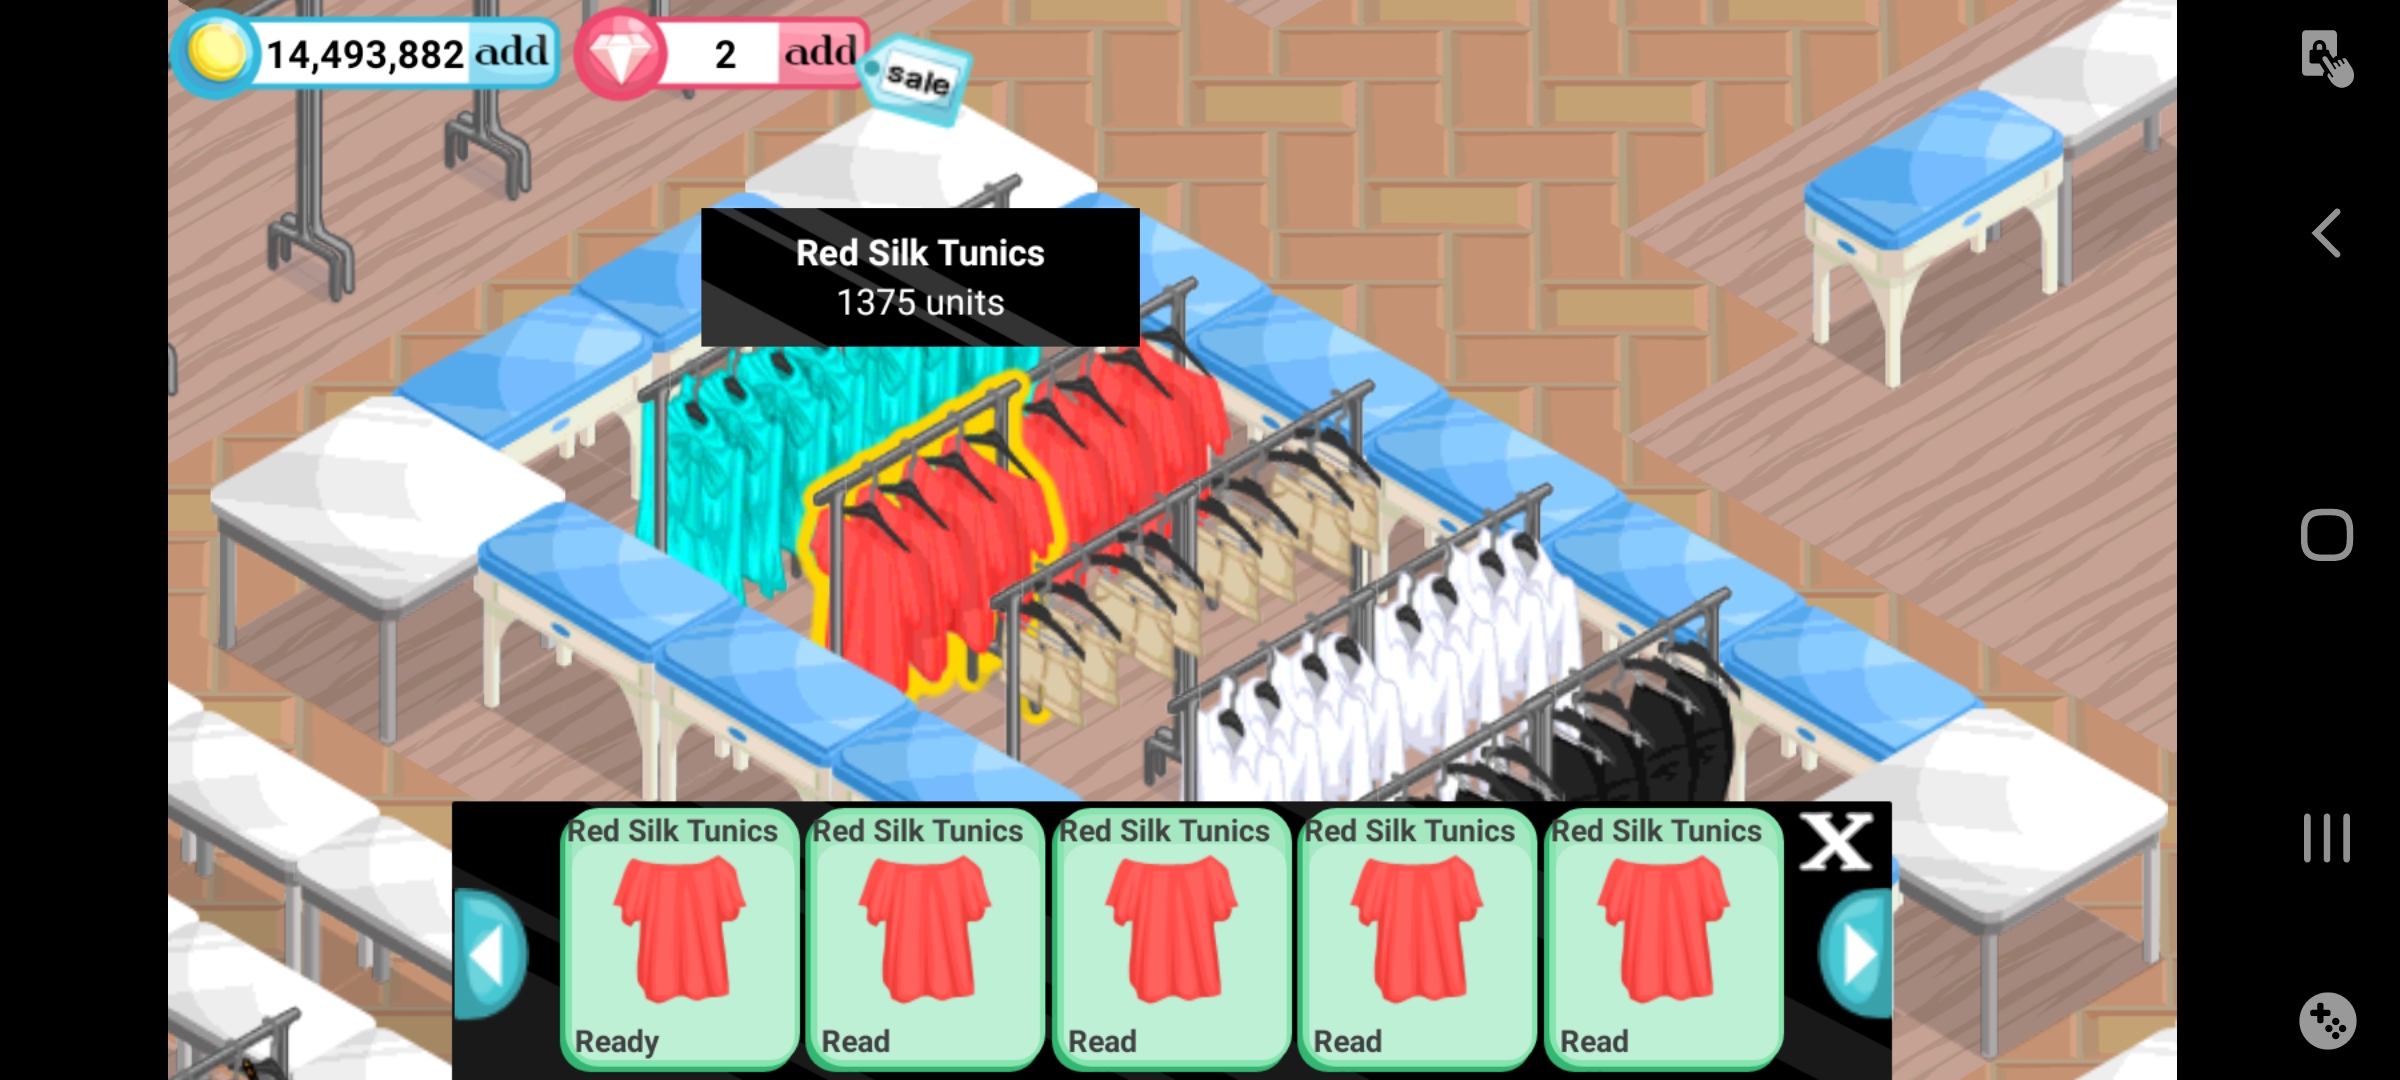 14,493,882 add
2 add
sale
Red Silk Tunics
1375 units
Red Silk Tunics
Ready
Red Silk Tunics
Read
Red Silk Tunics
Read
Red Silk Tunics
Read
Red Silk Tunics
Read
X